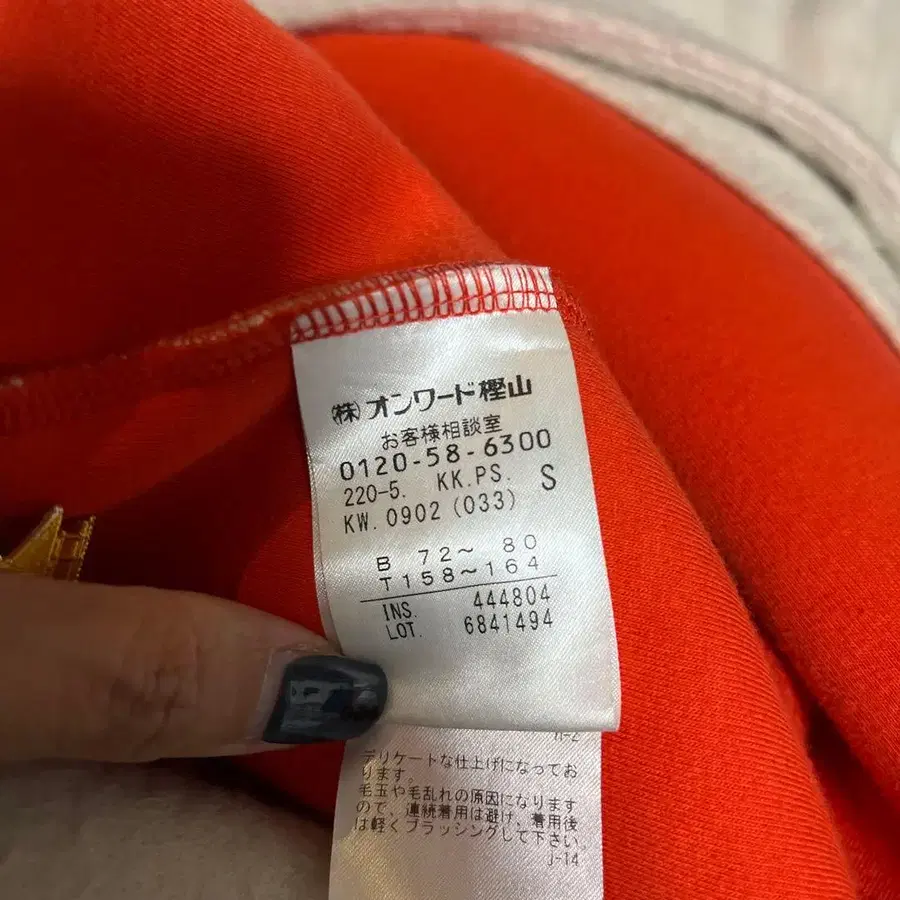 (株)オンワード樫山
お客様相談室
0120-58-6300
220-5. KK.PS. S
KW.0902(033)
B 72～ 80
T158～164
INS. 444804
LOT. 6841494
デリケートな仕上げになってお
ります。
毛玉や毛乱れの原因になります
ので、連続着用は避け、着用後
は軽くブラッシングして下さい。
J-14